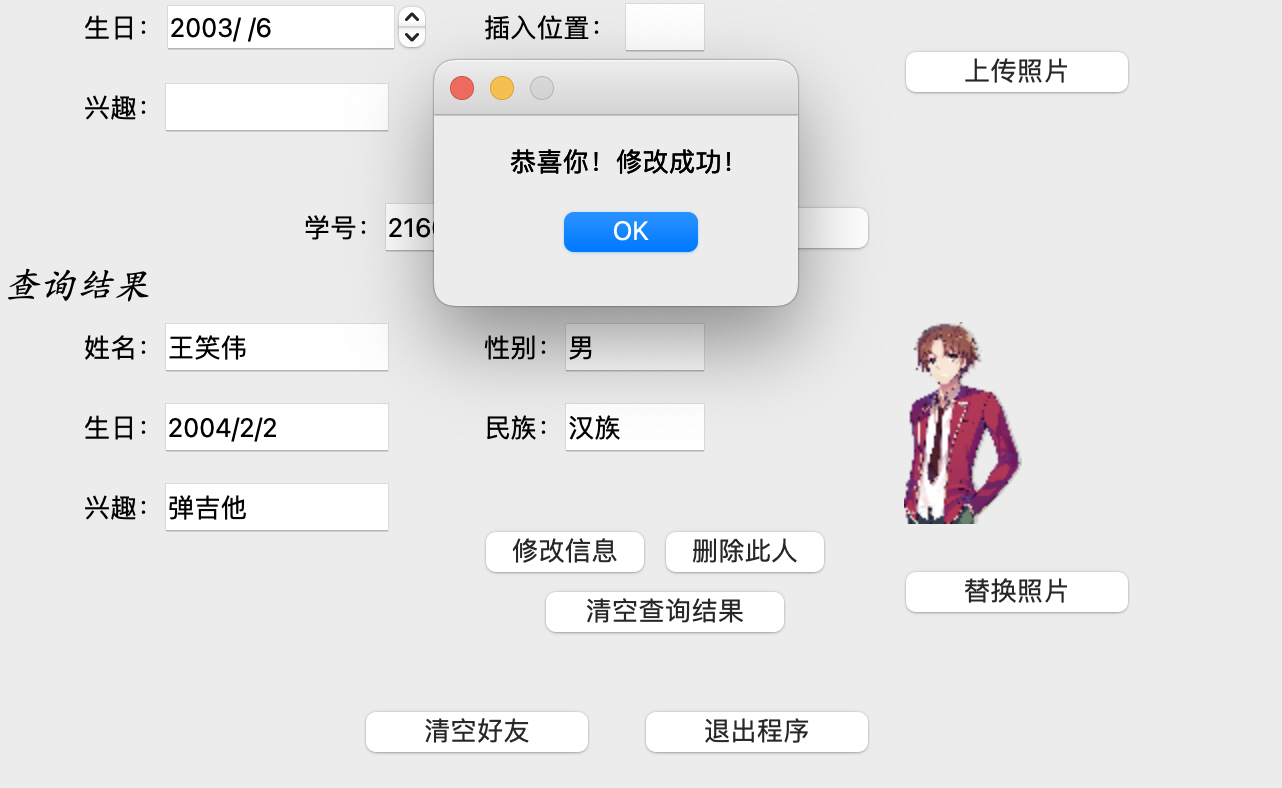 生日： 2003/ /6 插入位置：
上传照片
兴趣：
恭喜你！修改成功！
OK
学号： 216
查询结果
姓名： 王笑伟 性别： 男
生日： 2004/2/2 民族： 汉族
兴趣： 弹吉他
修改信息 删除此人
替换照片
清空查询结果
清空好友 退出程序